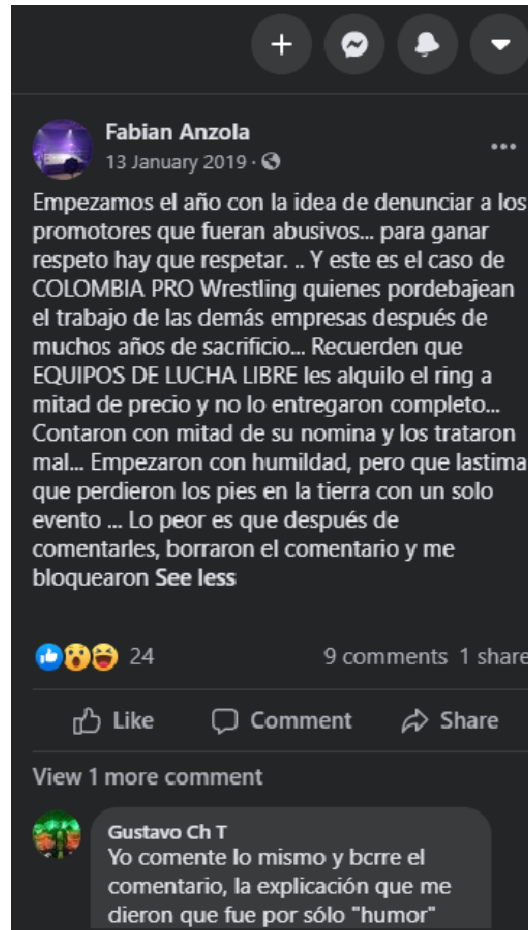 Fabian Anzola
13 January 2019 ·
Empezamos el año con la idea de denunciar a los
promotores que fueran abusivos... para ganar
respeto hay que respetar. .. Y este es el caso de
COLOMBIA PRO Wrestling quienes pordebajean
el trabajo de las demás empresas después de
muchos años de sacrificio... Recuerden que
EQUIPOS DE LUCHA LIBRE les alquilo el ring a
mitad de precio y no lo entregaron completo...
Contaron con mitad de su nomina y los trataron
mal... Empezaron con humildad, pero que lastima
que perdieron los pies en la tierra con un solo
evento ... Lo peor es que después de
comentarles, borraron el comentario y me
bloquearon See less
24 9 comments 1 share
Like Comment Share
View 1 more comment
Gustavo Ch T
Yo comente lo mismo y borre el
comentario, la explicación que me
dieron que fue por sólo "humor"